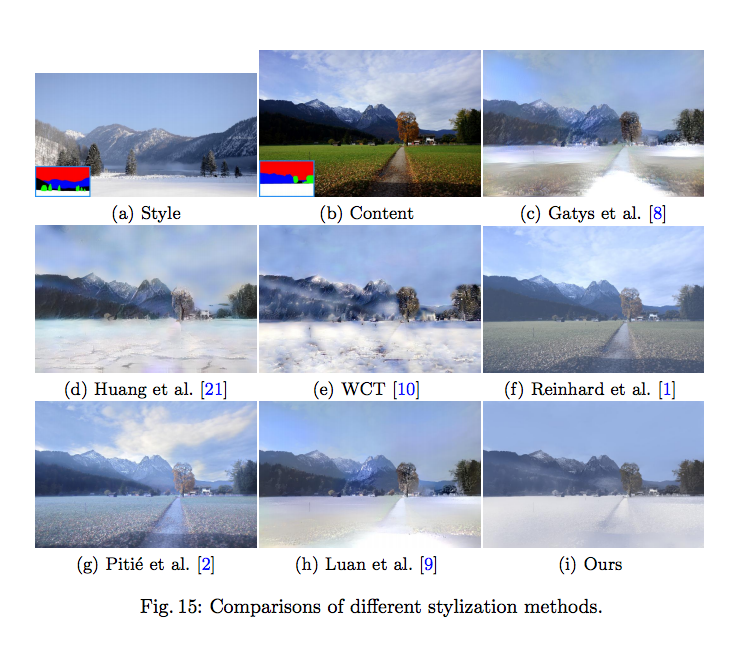 (a) Style
(b) Content
(c) Gatys et al. [8]
(d) Huang et al. [21]
(e) WCT [10]
(f) Reinhard et al. [1]
(g) Pitié et al. [2]
(h) Luan et al. [9]
(i) Ours
Fig. 15: Comparisons of different stylization methods.